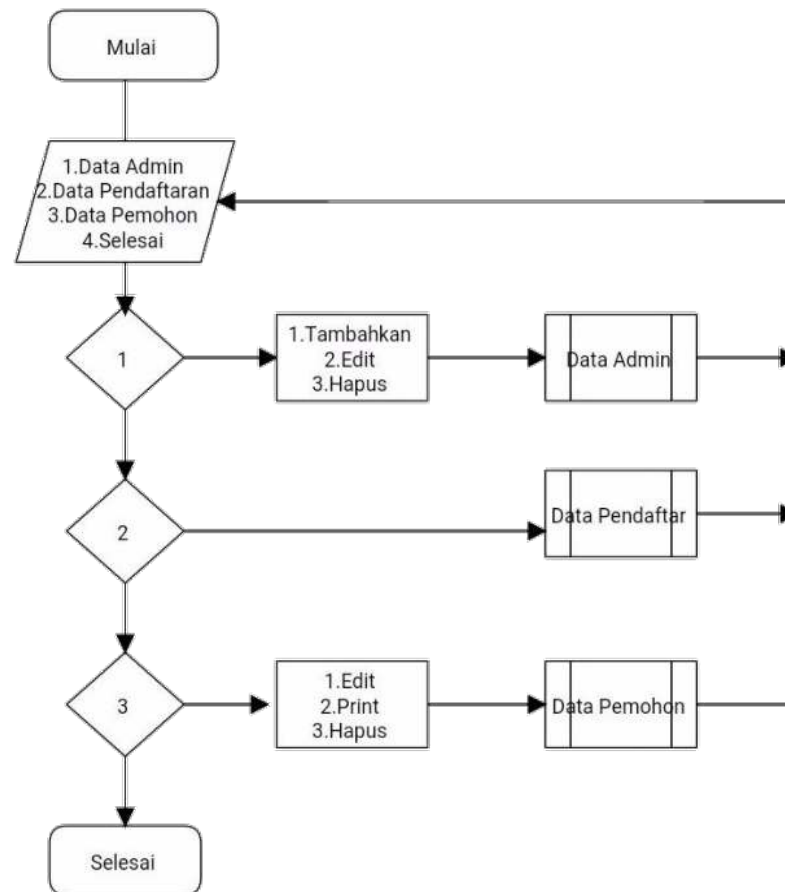 Mulai
1.Data Admin
2.Data Pendaftaran
3.Data Pemohon
4.Selesai
1
1.Tambahkan
2.Edit
3.Hapus
Data Admin
2
Data Pendaftar
3
1.Edit
2.Print
3.Hapus
Data Pemohon
Selesai